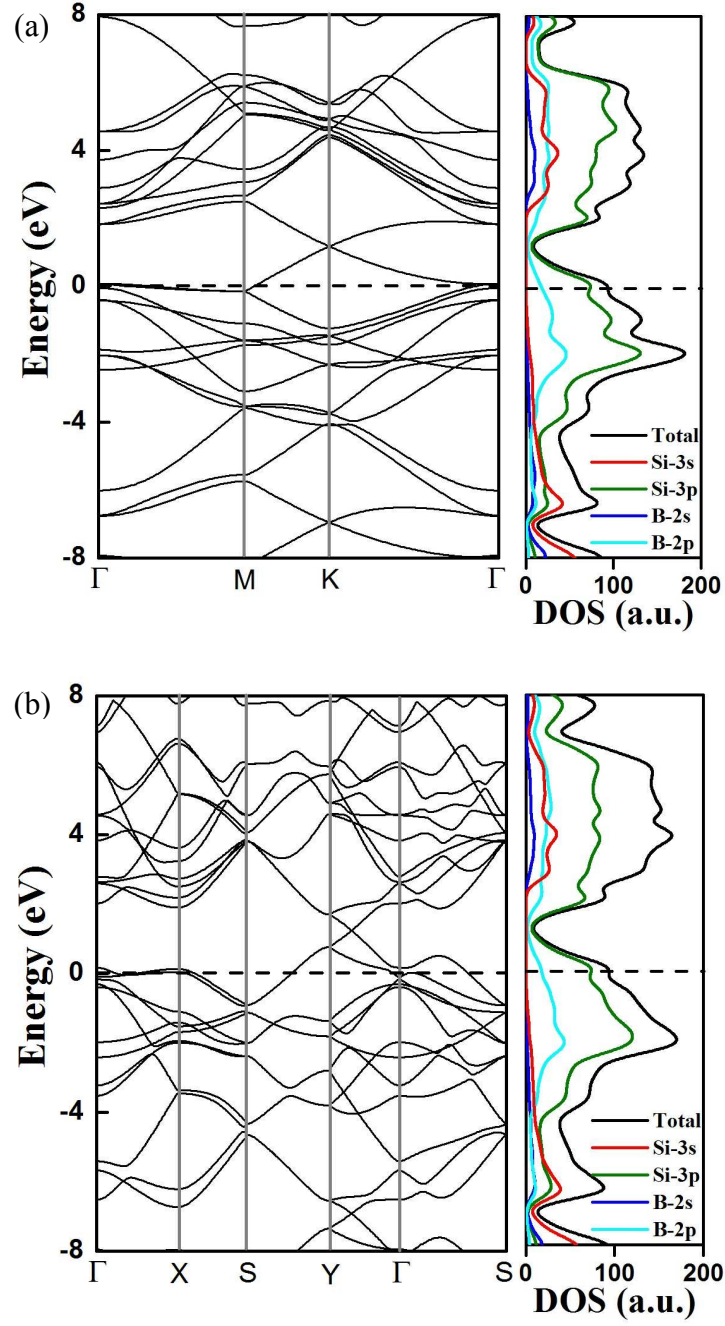 (a)
8
4
0
-4
-8
Energy (eV)
Γ M K Γ
Total
Si-3s
Si-3p
B-2s
B-2p
0 100 200
DOS (a.u.)
(b)
8
4
0
-4
-8
Energy (eV)
Γ X S Y Γ S
Total
Si-3s
Si-3p
B-2s
B-2p
0 100 200
DOS (a.u.)